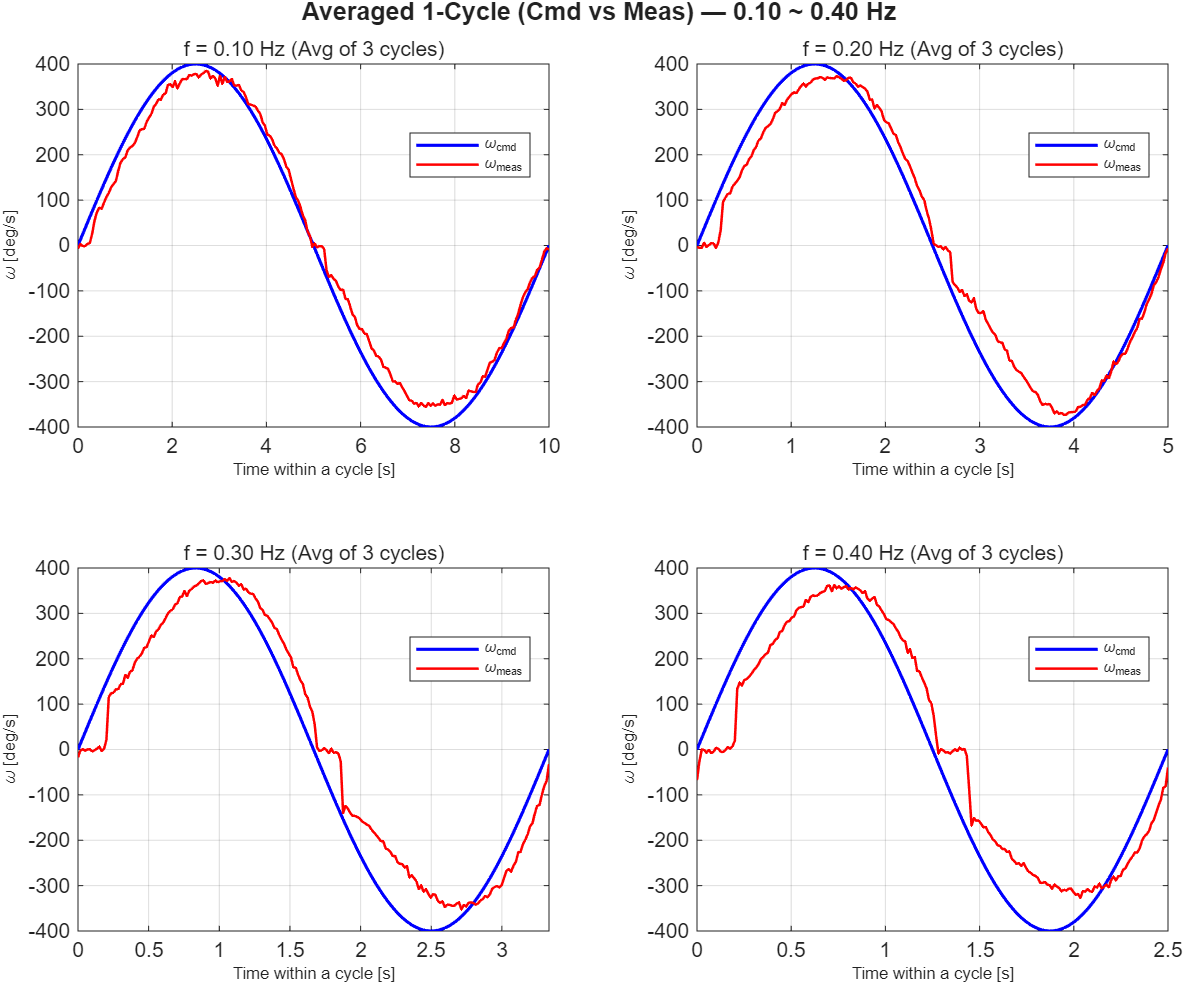 Averaged 1-Cycle (Cmd vs Meas) — 0.10 ~ 0.40 Hz
f = 0.10 Hz (Avg of 3 cycles)
400
300
200
100
0
-100
-200
-300
-400
ω [deg/s]
ωcmd
ωmeas
0 2 4 6 8 10
Time within a cycle [s]
f = 0.20 Hz (Avg of 3 cycles)
400
300
200
100
0
-100
-200
-300
-400
ω [deg/s]
ωcmd
ωmeas
0 1 2 3 4 5
Time within a cycle [s]
f = 0.30 Hz (Avg of 3 cycles)
400
300
200
100
0
-100
-200
-300
-400
ω [deg/s]
ωcmd
ωmeas
0 0.5 1 1.5 2 2.5 3
Time within a cycle [s]
f = 0.40 Hz (Avg of 3 cycles)
400
300
200
100
0
-100
-200
-300
-400
ω [deg/s]
ωcmd
ωmeas
0 0.5 1 1.5 2 2.5
Time within a cycle [s]